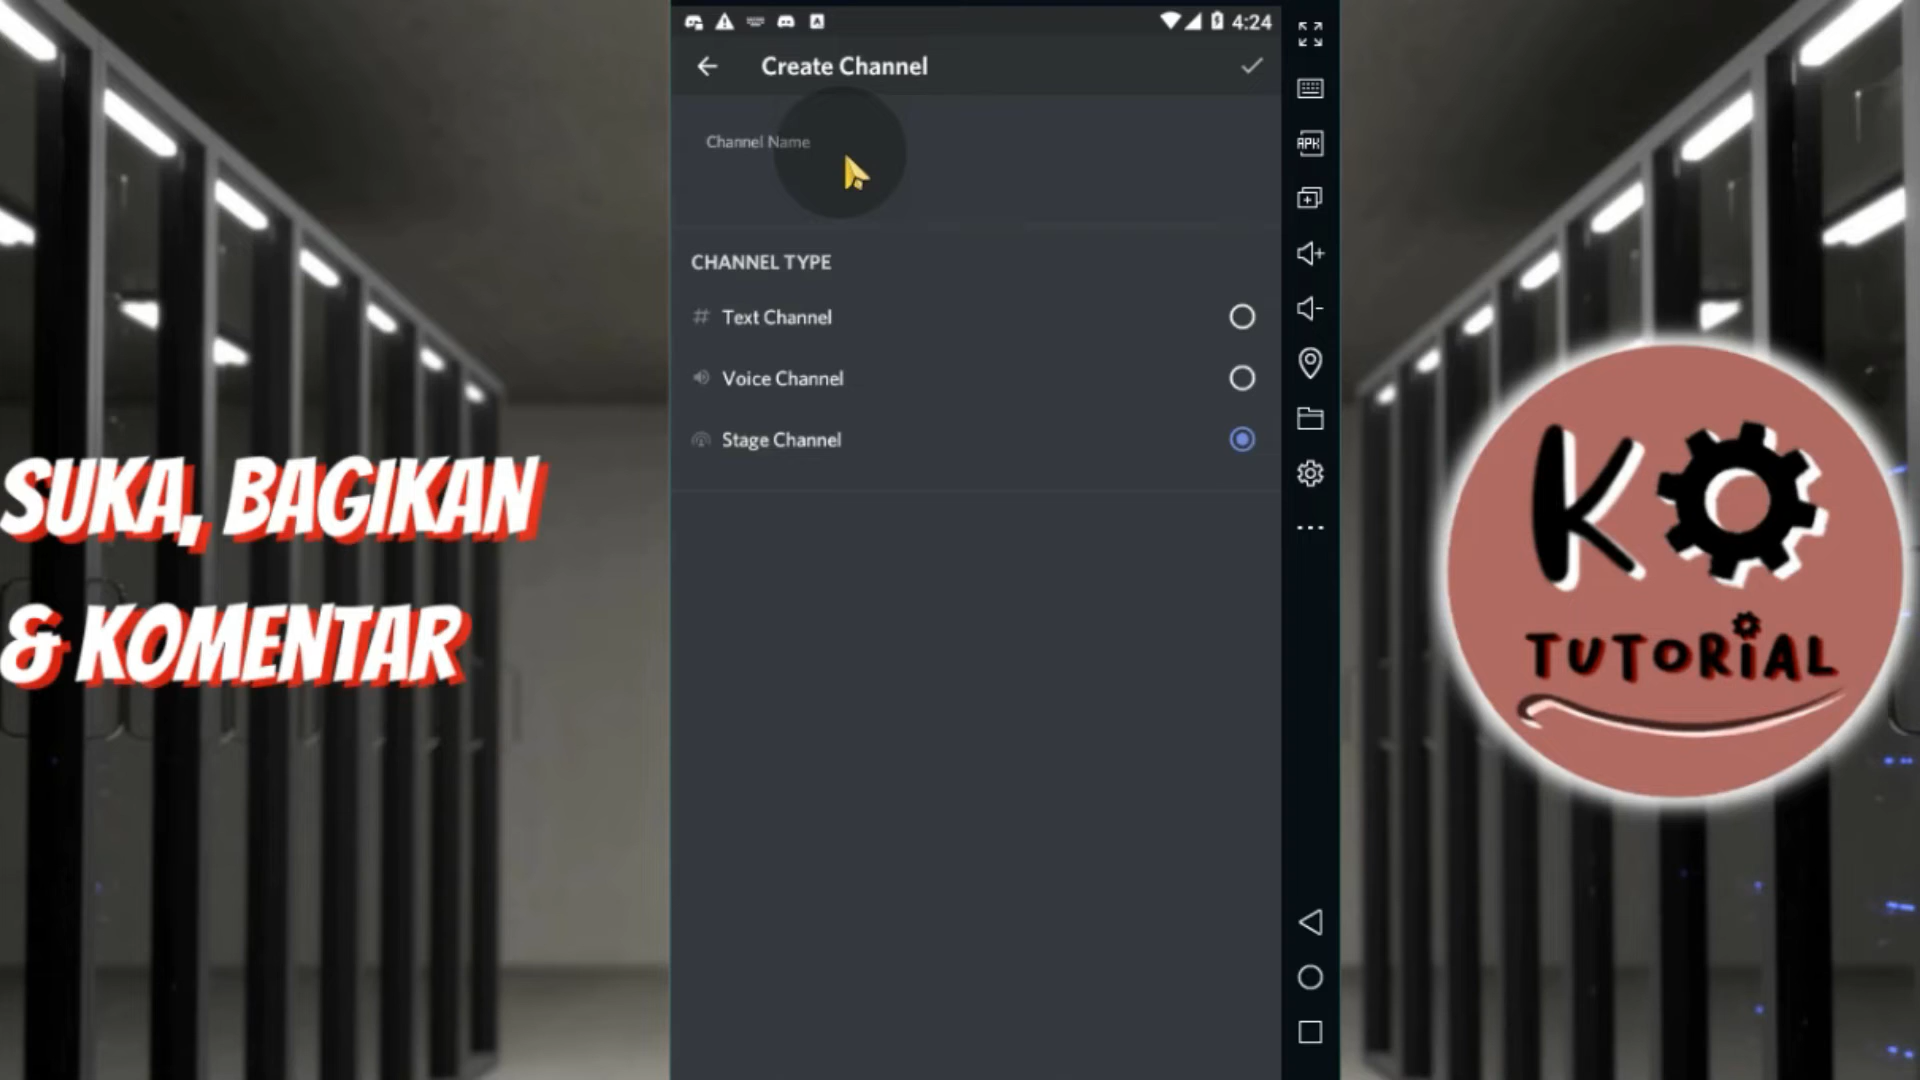 4:24
Create Channel
Channel Name
CHANNEL TYPE
# Text Channel
Voice Channel
Stage Channel
APK
SUKA, BAGIKAN
& KOMENTAR
KO
TUTORIAL